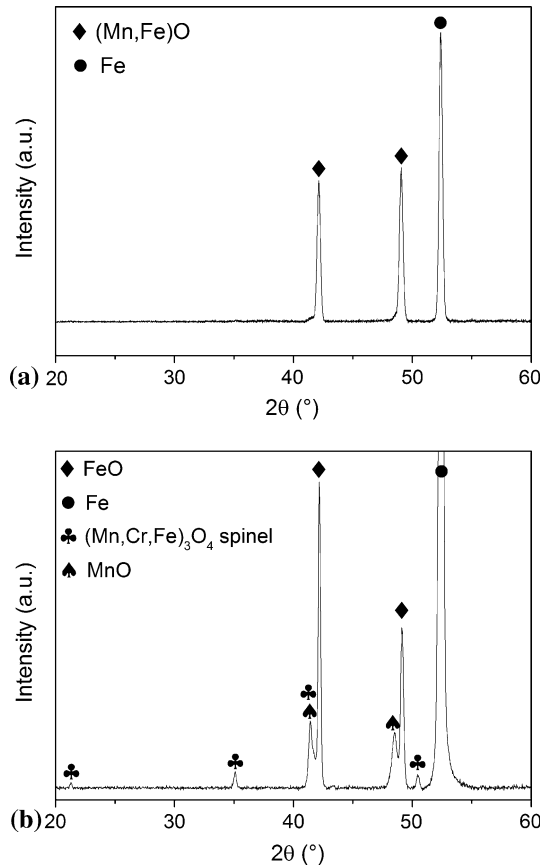 ◆ (Mn,Fe)O
● Fe
Intensity (a.u.)
20 30 40 50 60
2θ (°)
(a)
◆ FeO
● Fe
♣ (Mn,Cr,Fe)₃O₄ spinel
♠ MnO
Intensity (a.u.)
20 30 40 50 60
2θ (°)
(b)